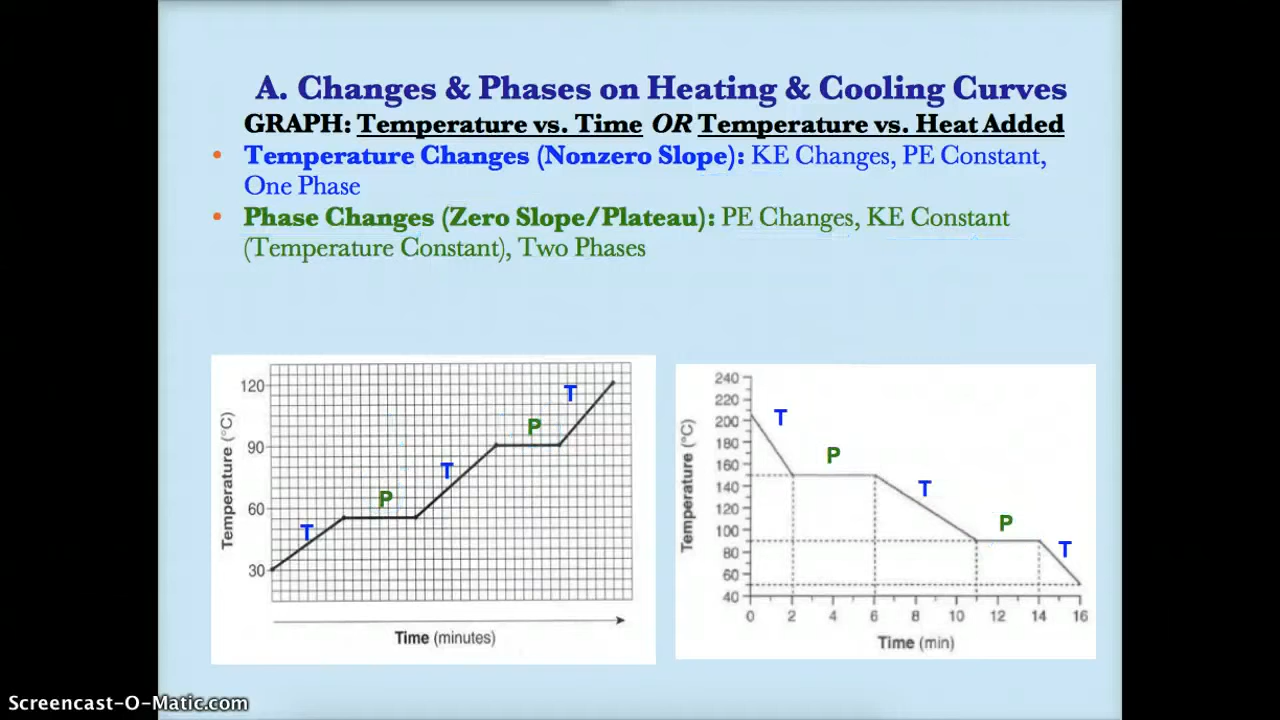 A. Changes & Phases on Heating & Cooling Curves
GRAPH: Temperature vs. Time OR Temperature vs. Heat Added
• Temperature Changes (Nonzero Slope): KE Changes, PE Constant,
One Phase
• Phase Changes (Zero Slope/Plateau): PE Changes, KE Constant
(Temperature Constant), Two Phases
120
90
60
30
Temperature (°C)
T
P
T
P
T
Time (minutes)
240
220
200
180
160
140
120
100
80
60
40
Temperature (°C)
T
P
T
P
T
0 2 4 6 8 10 12 14 16
Time (min)
Screencast-O-Matic.com